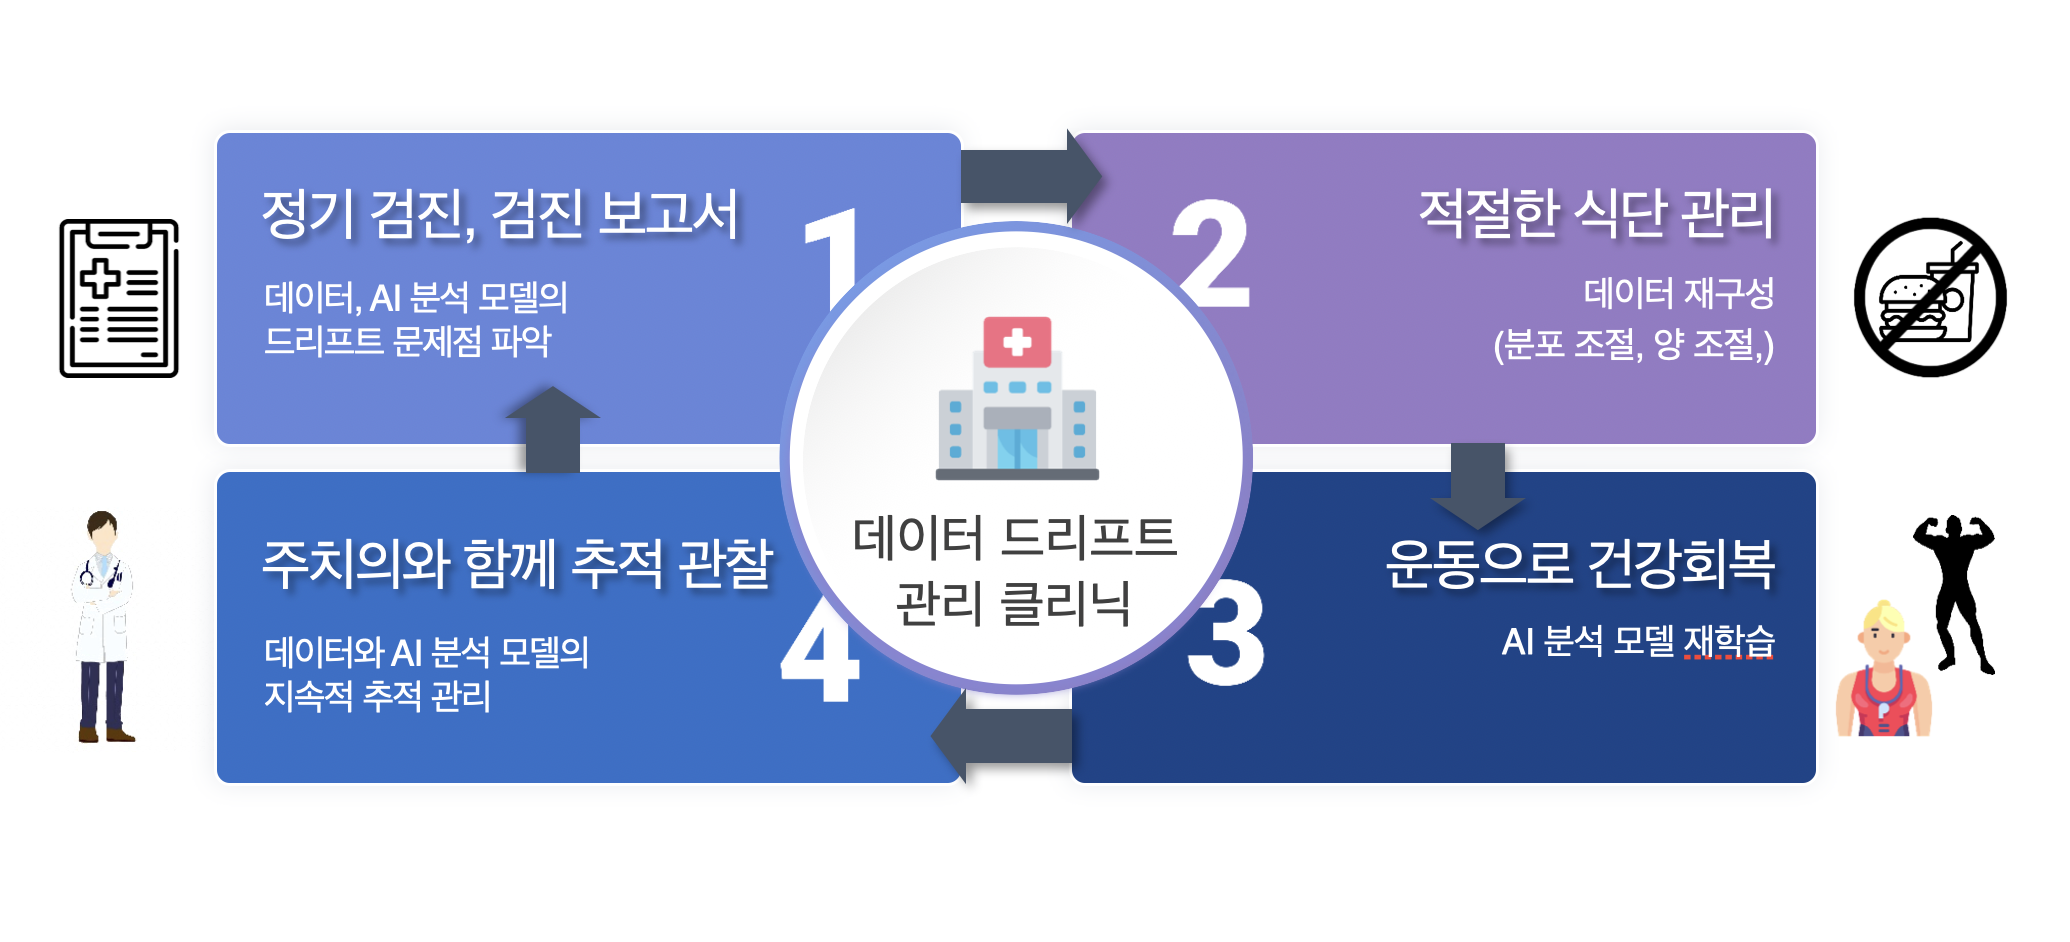 정기 검진, 검진 보고서
데이터, AI 분석 모델의
드리프트 문제점 파악
1
2
적절한 식단 관리
데이터 재구성
(분포 조절, 양 조절,)
데이터 드리프트
관리 클리닉
3
운동으로 건강회복
AI 분석 모델 재학습
주치의와 함께 추적 관찰
데이터와 AI 분석 모델의
지속적 추적 관리
4